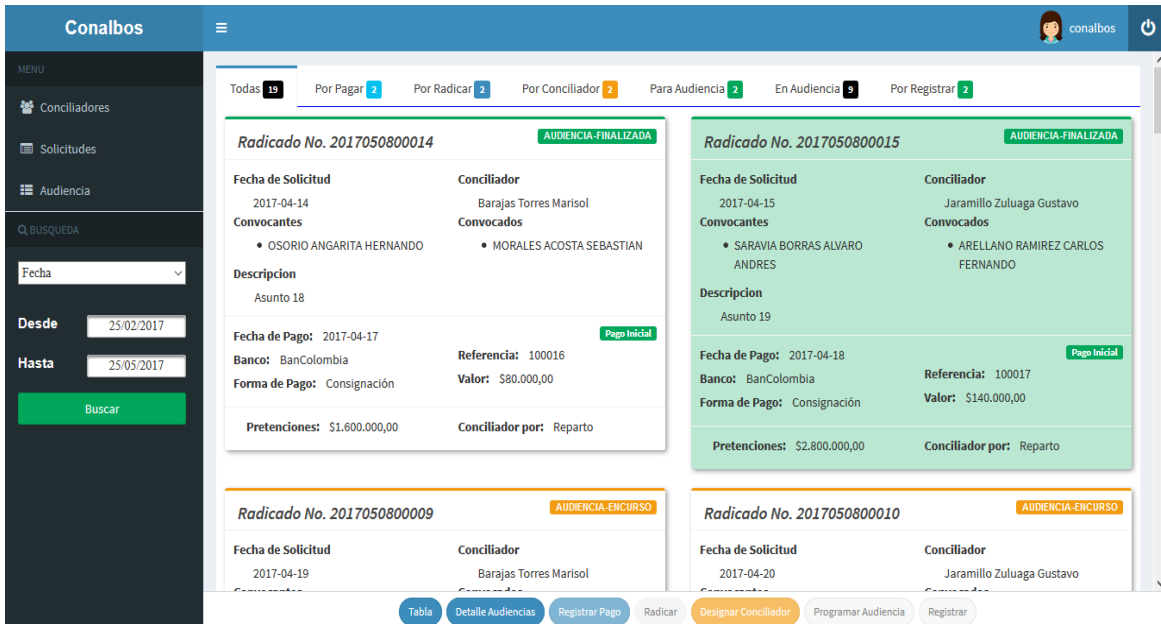 Conalbos
conalbos
MENU
Conciliadores
Solicitudes
Audiencia
BUSQUEDA
Fecha
Desde 25/02/2017
Hasta 25/05/2017
Buscar
Todas 19 Por Pagar 2 Por Radicar 2 Por Conciliador 2 Para Audiencia 2 En Audiencia 9 Por Registrar 2
Radicado No. 2017050800014 AUDIENCIA-FINALIZADA
Fecha de Solicitud Conciliador
2017-04-14 Barajas Torres Marisol
Convocantes Convocados
• OSORIO ANGARITA HERNANDO • MORALES ACOSTA SEBASTIAN
Descripcion
Asunto 18
Fecha de Pago: 2017-04-17 Pago Inicial
Banco: BanColombia Referencia: 100016
Forma de Pago: Consignación Valor: $80.000,00
Pretenciones: $1.600.000,00 Conciliador por: Reparto
Radicado No. 2017050800015 AUDIENCIA-FINALIZADA
Fecha de Solicitud Conciliador
2017-04-15 Jaramillo Zuluaga Gustavo
Convocantes Convocados
• SARAVIA BORRAS ALVARO • ARELLANO RAMIREZ CARLOS
ANDRES FERNANDO
Descripcion
Asunto 19
Fecha de Pago: 2017-04-18 Pago Inicial
Banco: BanColombia Referencia: 100017
Forma de Pago: Consignación Valor: $140.000,00
Pretenciones: $2.800.000,00 Conciliador por: Reparto
Radicado No. 2017050800009 AUDIENCIA-ENCURSO
Fecha de Solicitud Conciliador
2017-04-19 Barajas Torres Marisol
Radicado No. 2017050800010 AUDIENCIA-ENCURSO
Fecha de Solicitud Conciliador
2017-04-20 Jaramillo Zuluaga Gustavo
Tabla Detalle Audiencias Registrar Pago Radicar Designar Conciliador Programar Audiencia Registrar